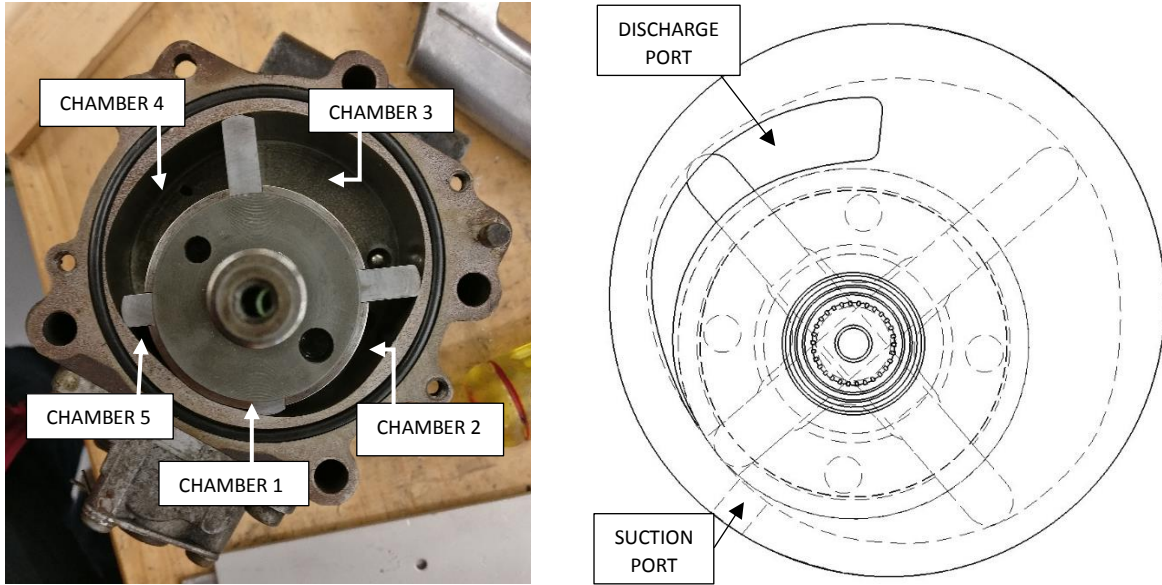 CHAMBER 4
CHAMBER 3
CHAMBER 5
CHAMBER 2
CHAMBER 1
DISCHARGE
PORT
SUCTION
PORT